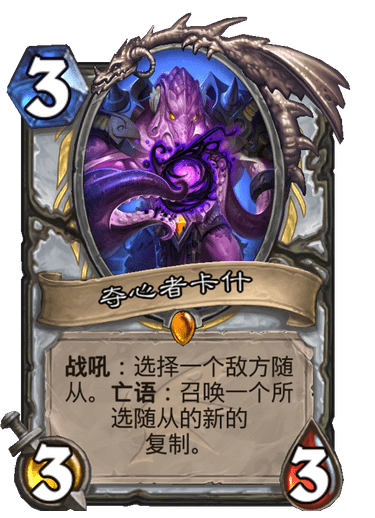 3
夺心者卡什
战吼：选择一个敌方随
从。亡语：召唤一个所
选随从的新的
复制。
3
3